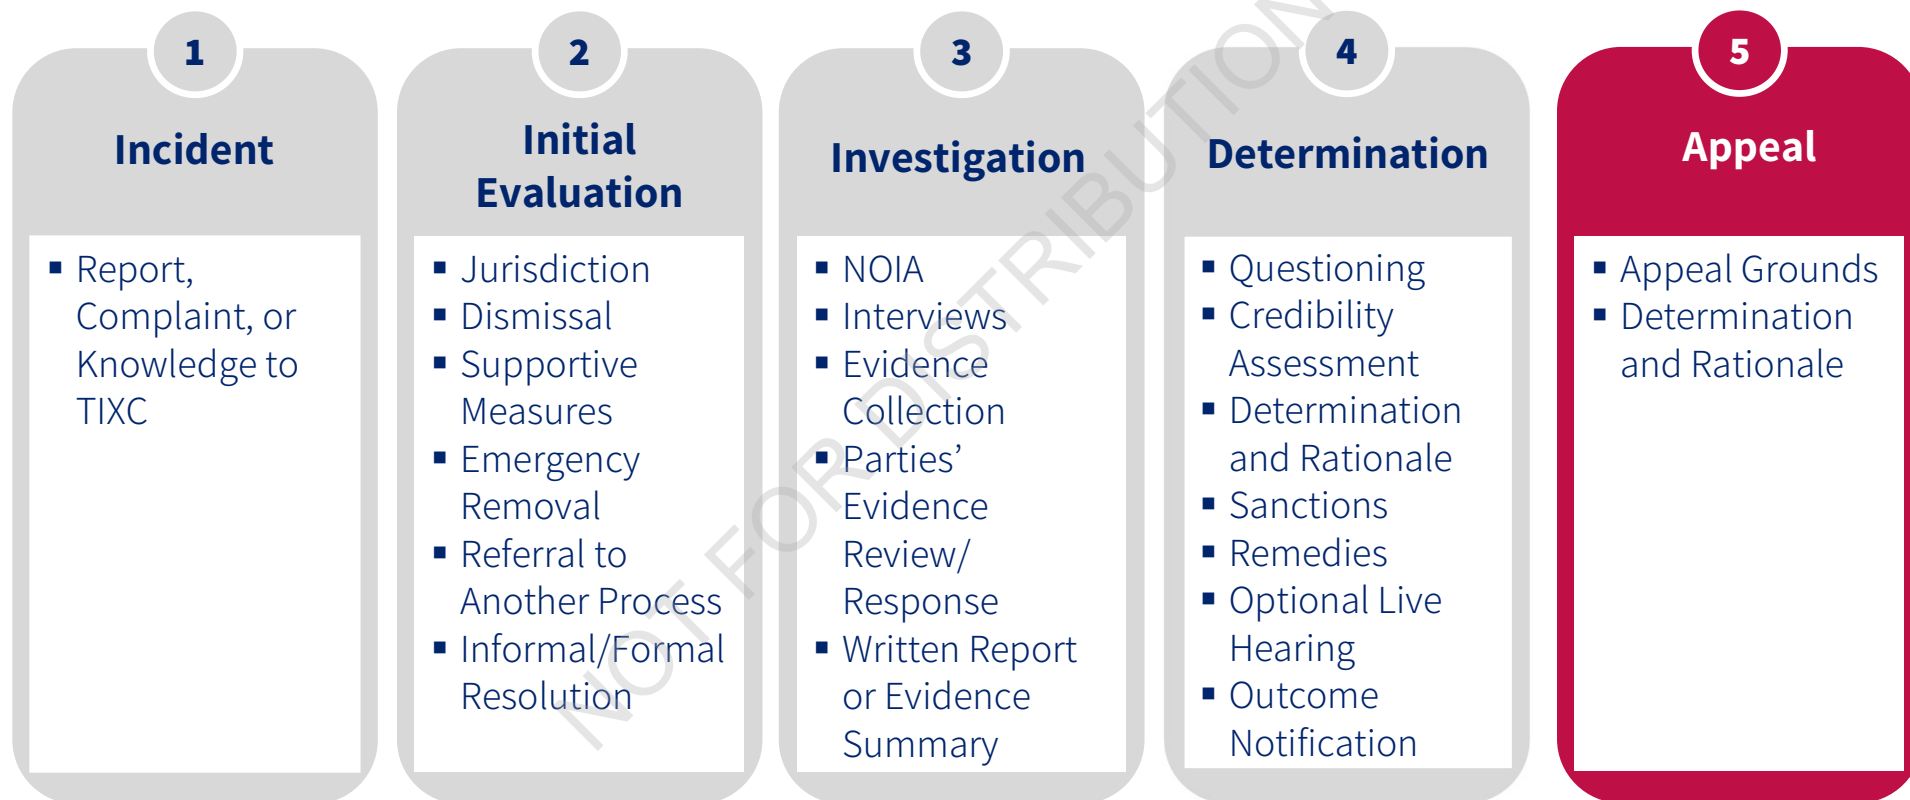 1
Incident
▪ Report,
Complaint, or
Knowledge to
TIXC
2
Initial
Evaluation
▪ Jurisdiction
▪ Dismissal
▪ Supportive
Measures
▪ Emergency
Removal
▪ Referral to
Another Process
▪ Informal/Formal
Resolution
3
Investigation
▪ NOIA
▪ Interviews
▪ Evidence
Collection
▪ Parties’
Evidence
Review/
Response
▪ Written Report
or Evidence
Summary
4
Determination
▪ Questioning
▪ Credibility
Assessment
▪ Determination
and Rationale
▪ Sanctions
▪ Remedies
▪ Optional Live
Hearing
▪ Outcome
Notification
5
Appeal
▪ Appeal Grounds
▪ Determination
and Rationale
NOT FOR DISTRIBUTION